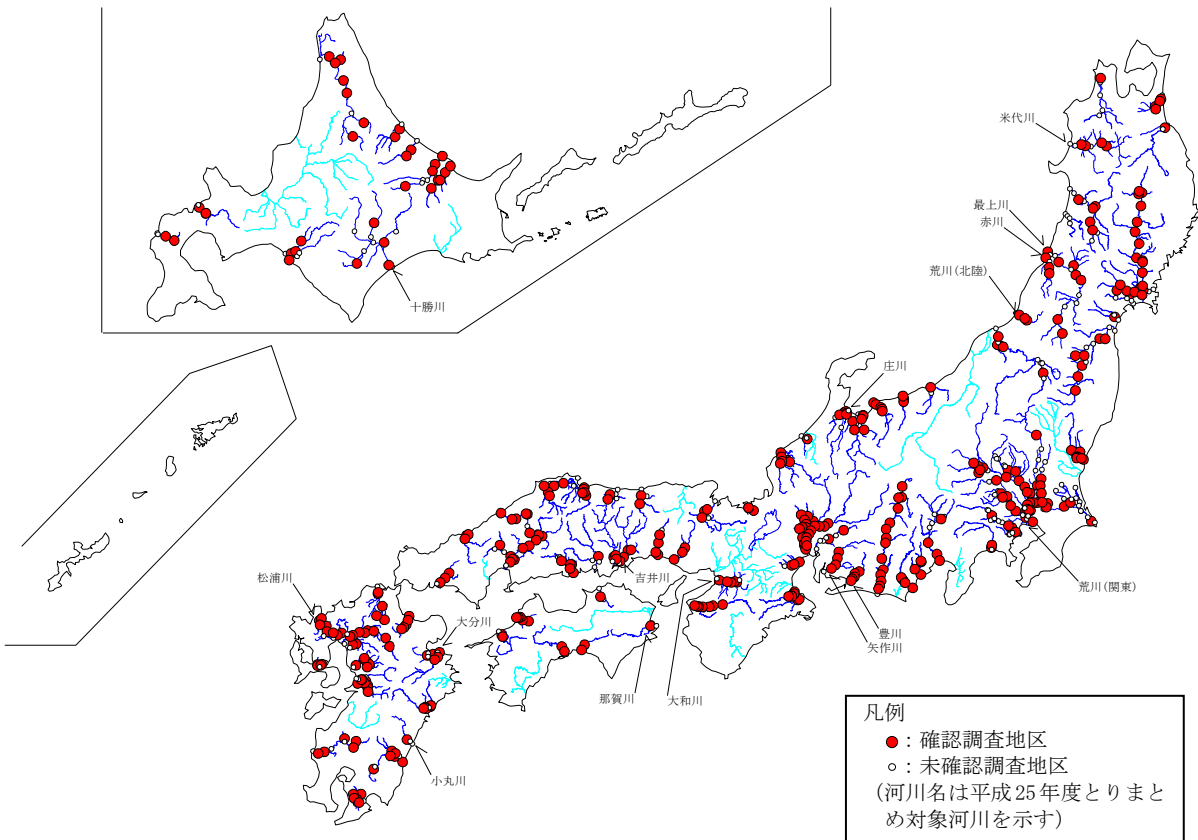 米代川
最上川
赤川
荒川(北陸)
十勝川
庄川
松浦川
大分川
吉井川
荒川(関東)
豊川
矢作川
那賀川
大和川
小丸川
凡例
：確認調査地区
：未確認調査地区
(河川名は平成25年度とりまと
め対象河川を示す)